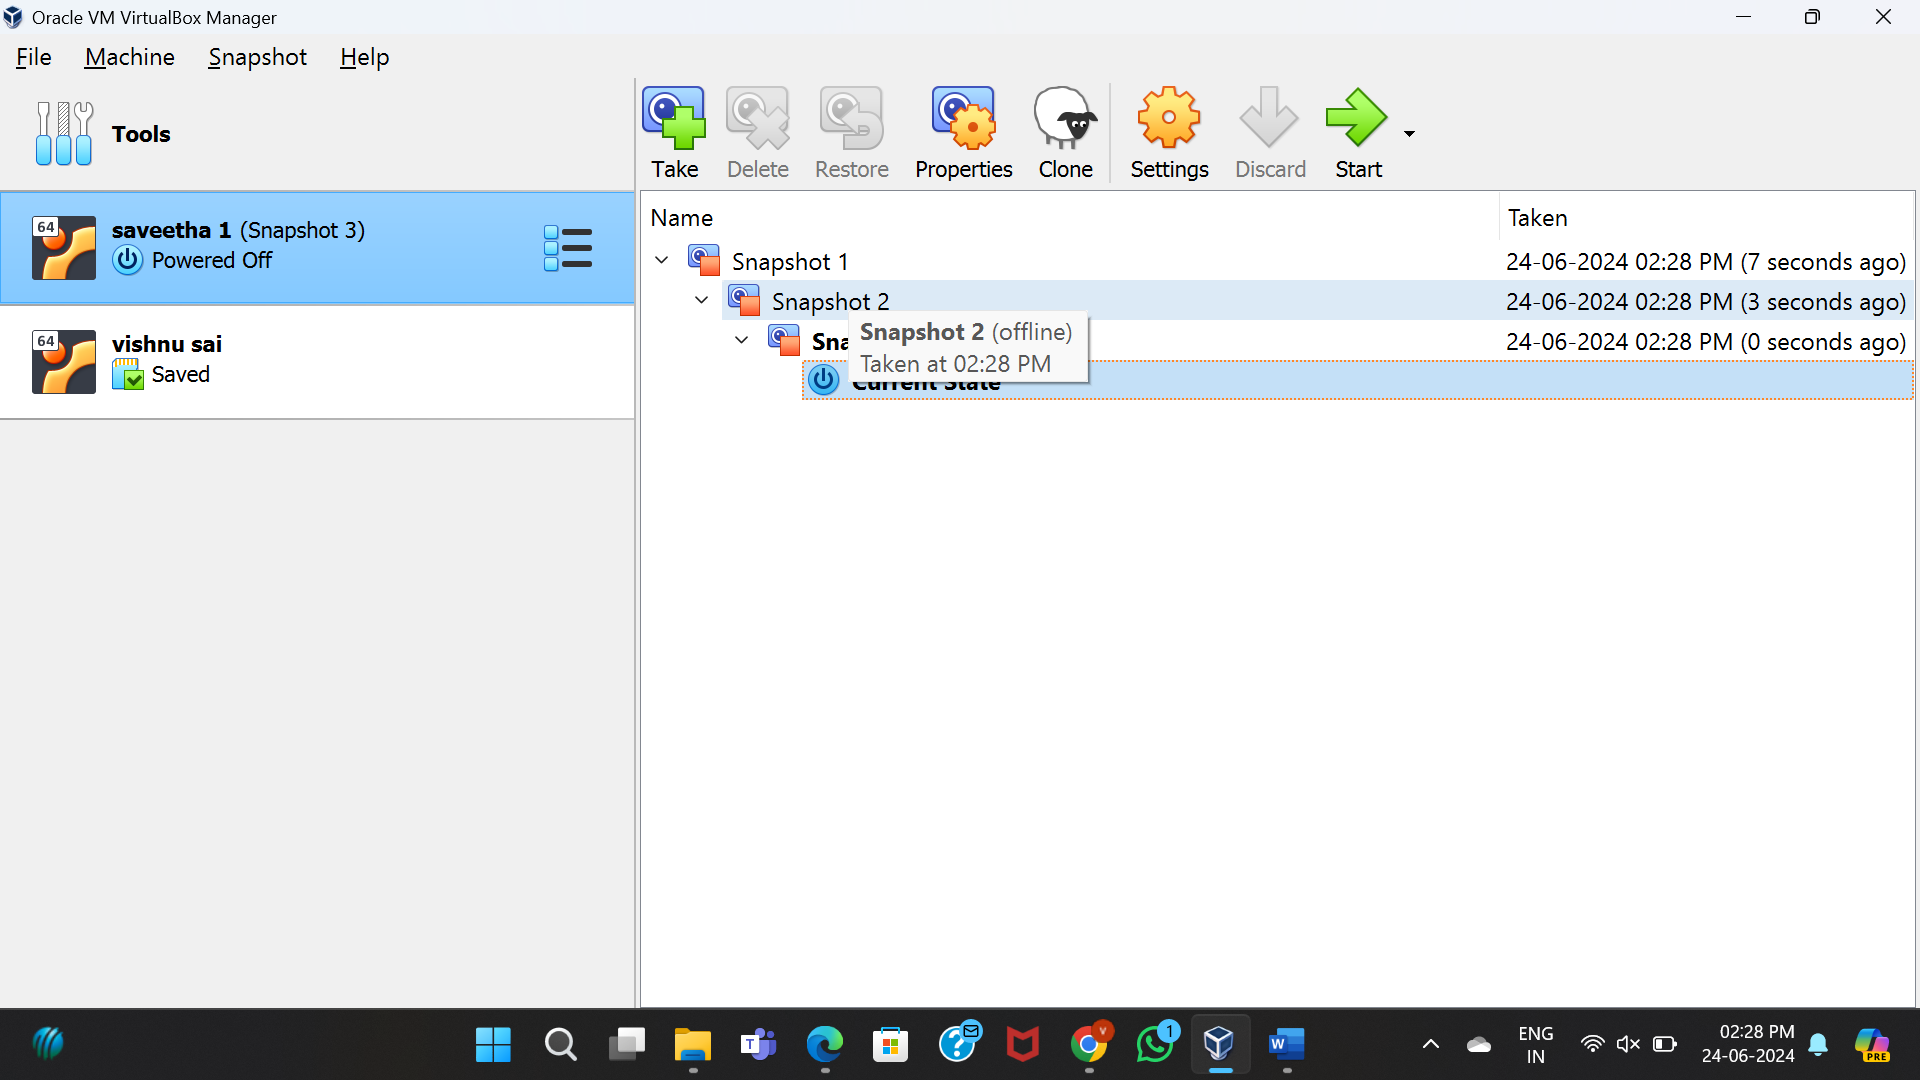 Oracle VM VirtualBox Manager
File Machine Snapshot Help
Tools
Take Delete Restore Properties Clone Settings Discard Start
64
saveetha 1 (Snapshot 3)
Powered Off
64
vishnu sai
Saved
Name Taken
Snapshot 1 24-06-2024 02:28 PM (7 seconds ago)
Snapshot 2 24-06-2024 02:28 PM (3 seconds ago)
Sna 24-06-2024 02:28 PM (0 seconds ago)
Snapshot 2 (offline)
Taken at 02:28 PM
Current State
ENG
IN
02:28 PM
24-06-2024
V
1
T
W
PRE